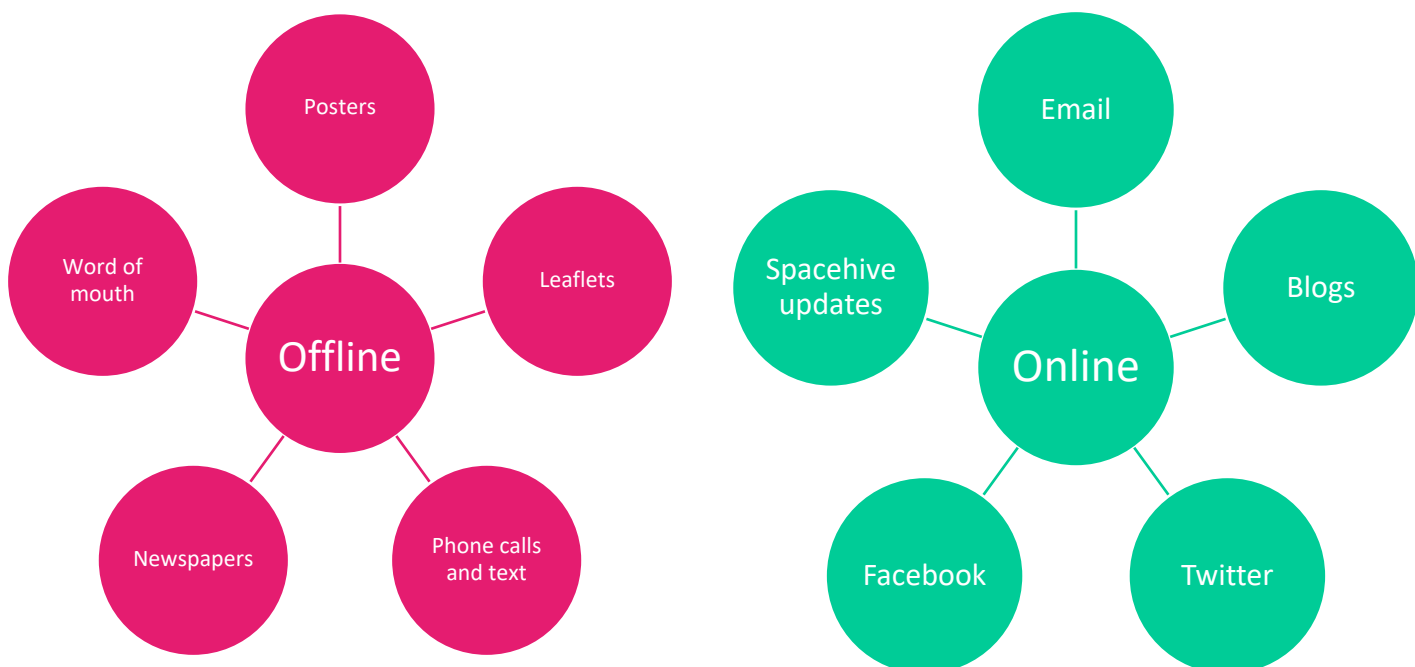 Posters
Word of
mouth
Leaflets
Offline
Newspapers
Phone calls
and text
Email
Spacehive
updates
Blogs
Online
Facebook
Twitter